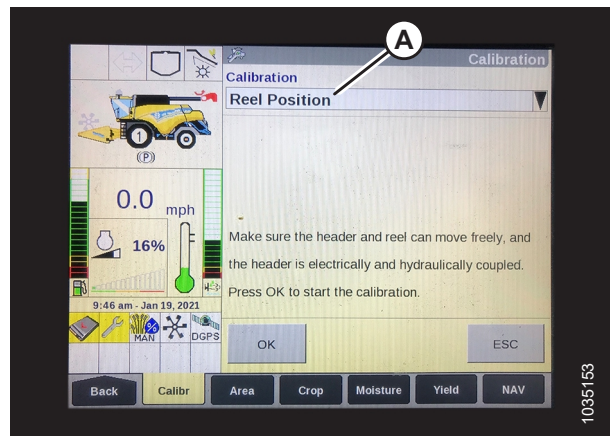 A
Calibration
Calibration
Reel Position
1
(P)
0.0 mph
16%
Make sure the header and reel can move freely, and
the header is electrically and hydraulically coupled.
Press OK to start the calibration.
9:46 am - Jan 19, 2021
%
MAN
DGPS
OK
ESC
Back
Calibr
Area
Crop
Moisture
Yield
NAV
1035153